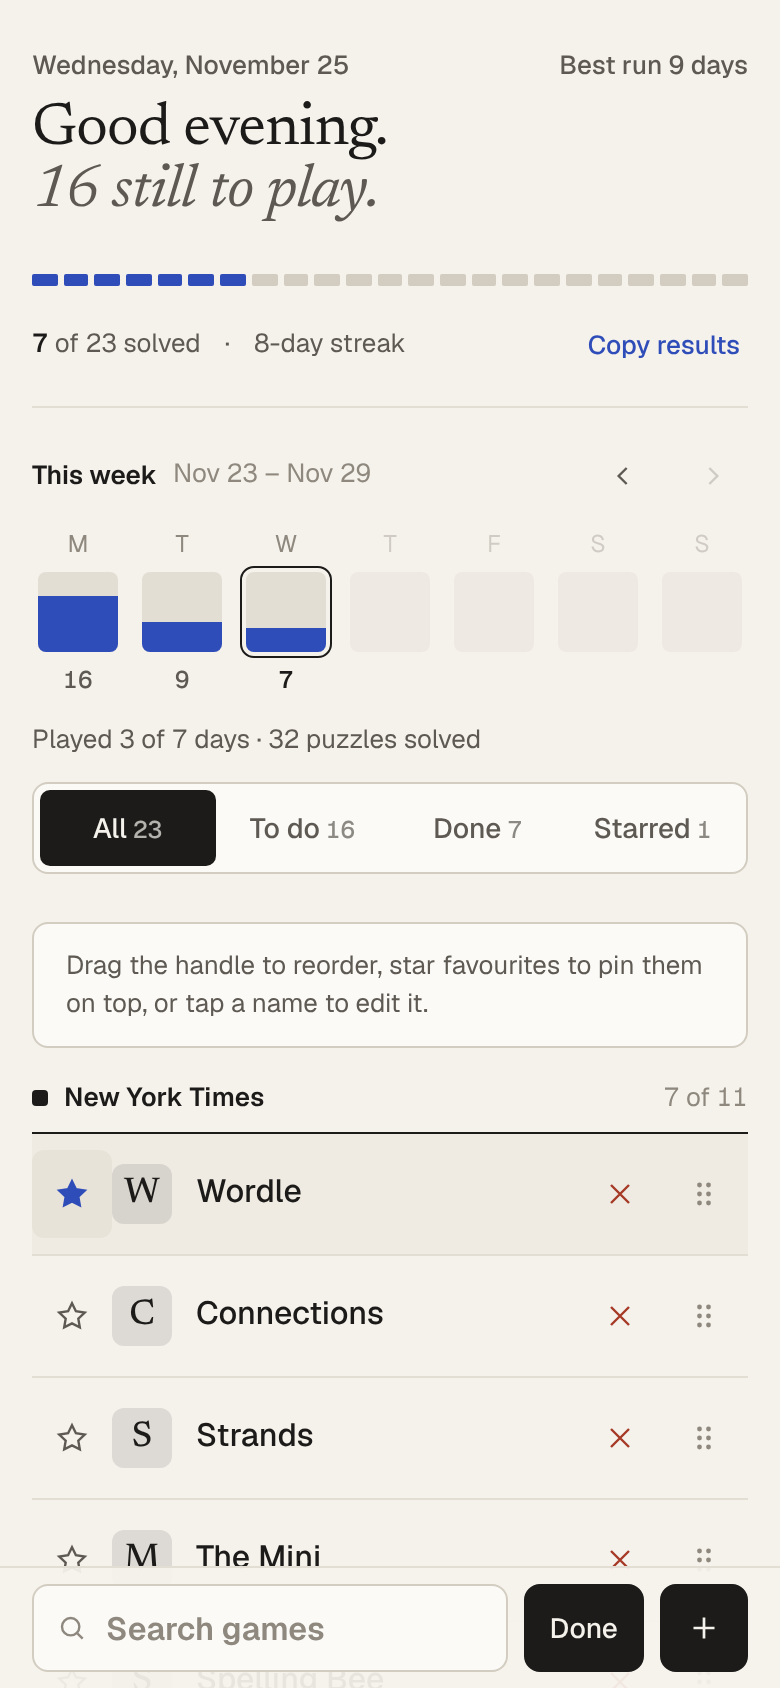 Wednesday, November 25
Best run 9 days
Good evening.
16 still to play.
7 of 23 solved · 8-day streak
Copy results
This week Nov 23 – Nov 29
M T W T F S S
16 9 7
Played 3 of 7 days · 32 puzzles solved
All 23 To do 16 Done 7 Starred 1
Drag the handle to reorder, star favourites to pin them
on top, or tap a name to edit it.
New York Times 7 of 11
W Wordle
C Connections
S Strands
M The Mini
Search games Done
S Spelling Bee